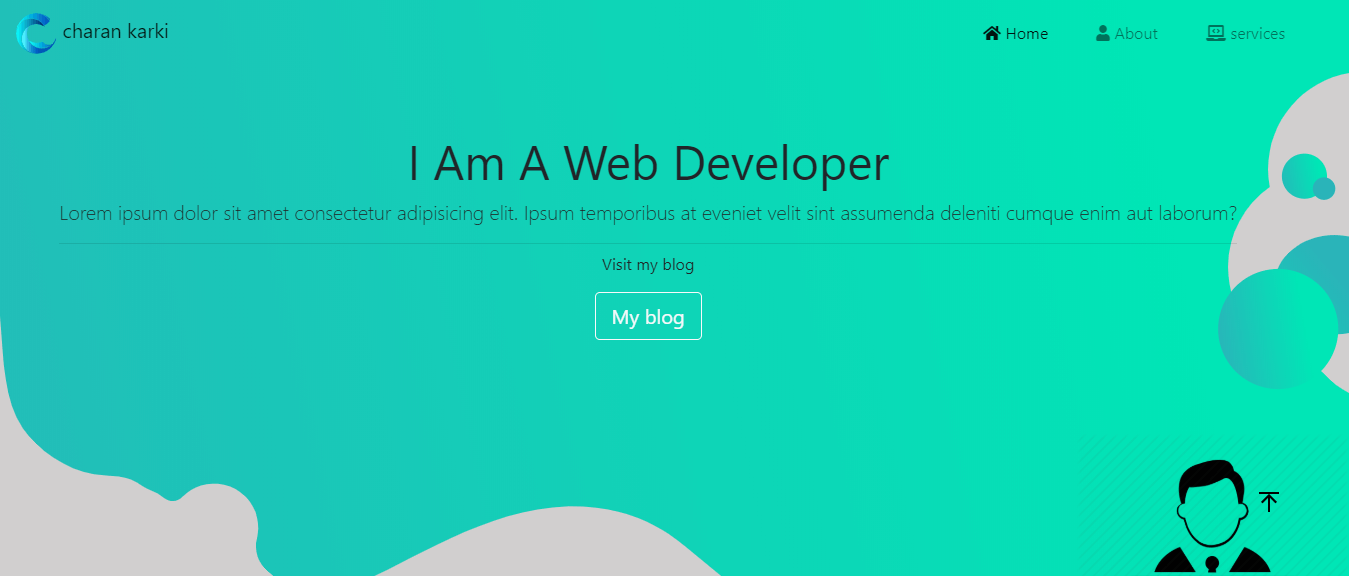 charan karki
Home
About
services
I Am A Web Developer
Lorem ipsum dolor sit amet consectetur adipisicing elit. Ipsum temporibus at eveniet velit sint assumenda deleniti cumque enim aut laborum?
Visit my blog
My blog